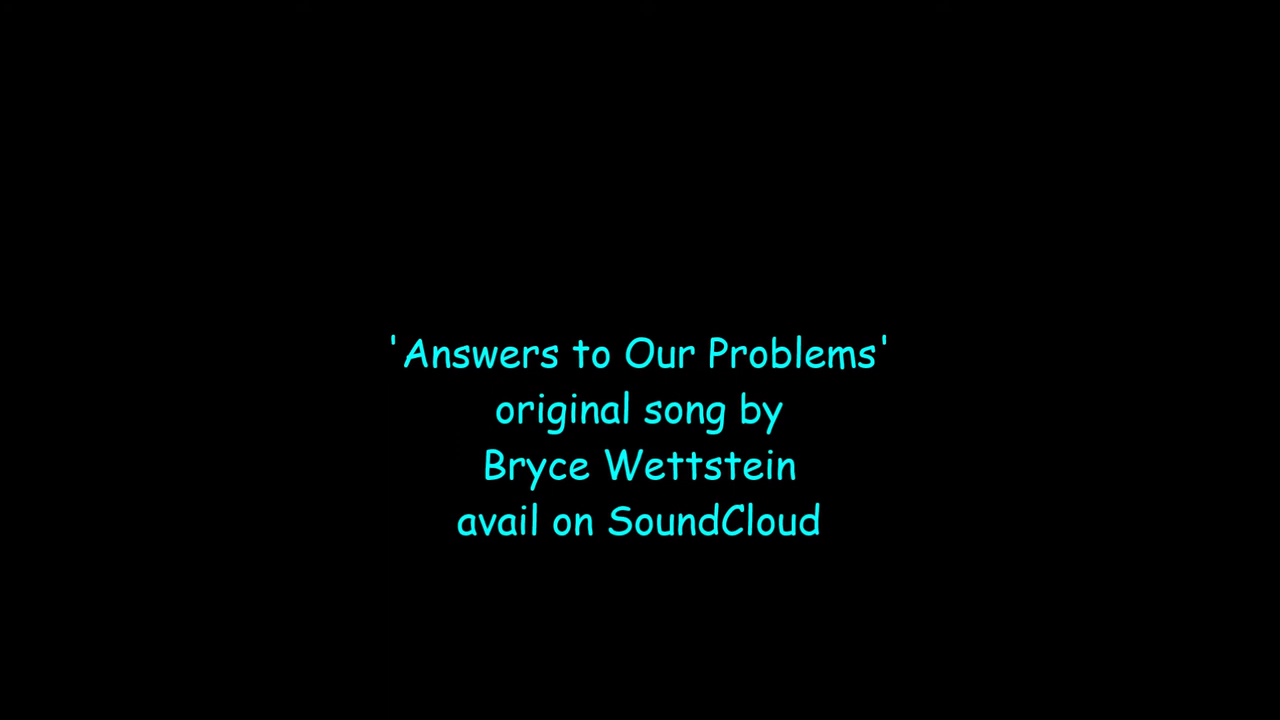 'Answers to Our Problems'
original song by
Bryce Wettstein
avail on SoundCloud